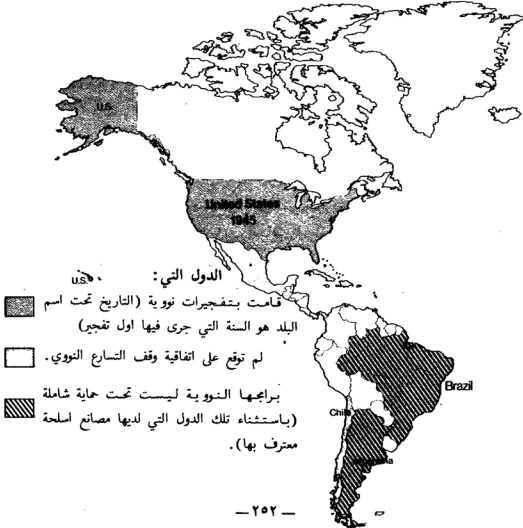 U.S.
United States
1945
U.S.
الدول التي:
قامت بتفجيرات نووية (التاريخ تحت اسم
البلد هو السنة التي جرى فيها اول تفجير)
لم توقع على اتفاقية وقف التسارع النووي.
برامجها النووية ليست تحت حماية شاملة
(باستثناء تلك الدول التي لديها مصانع اسلحة
معترف بها).
Brazil
Chile
Argentina
— ٢٥٢ —